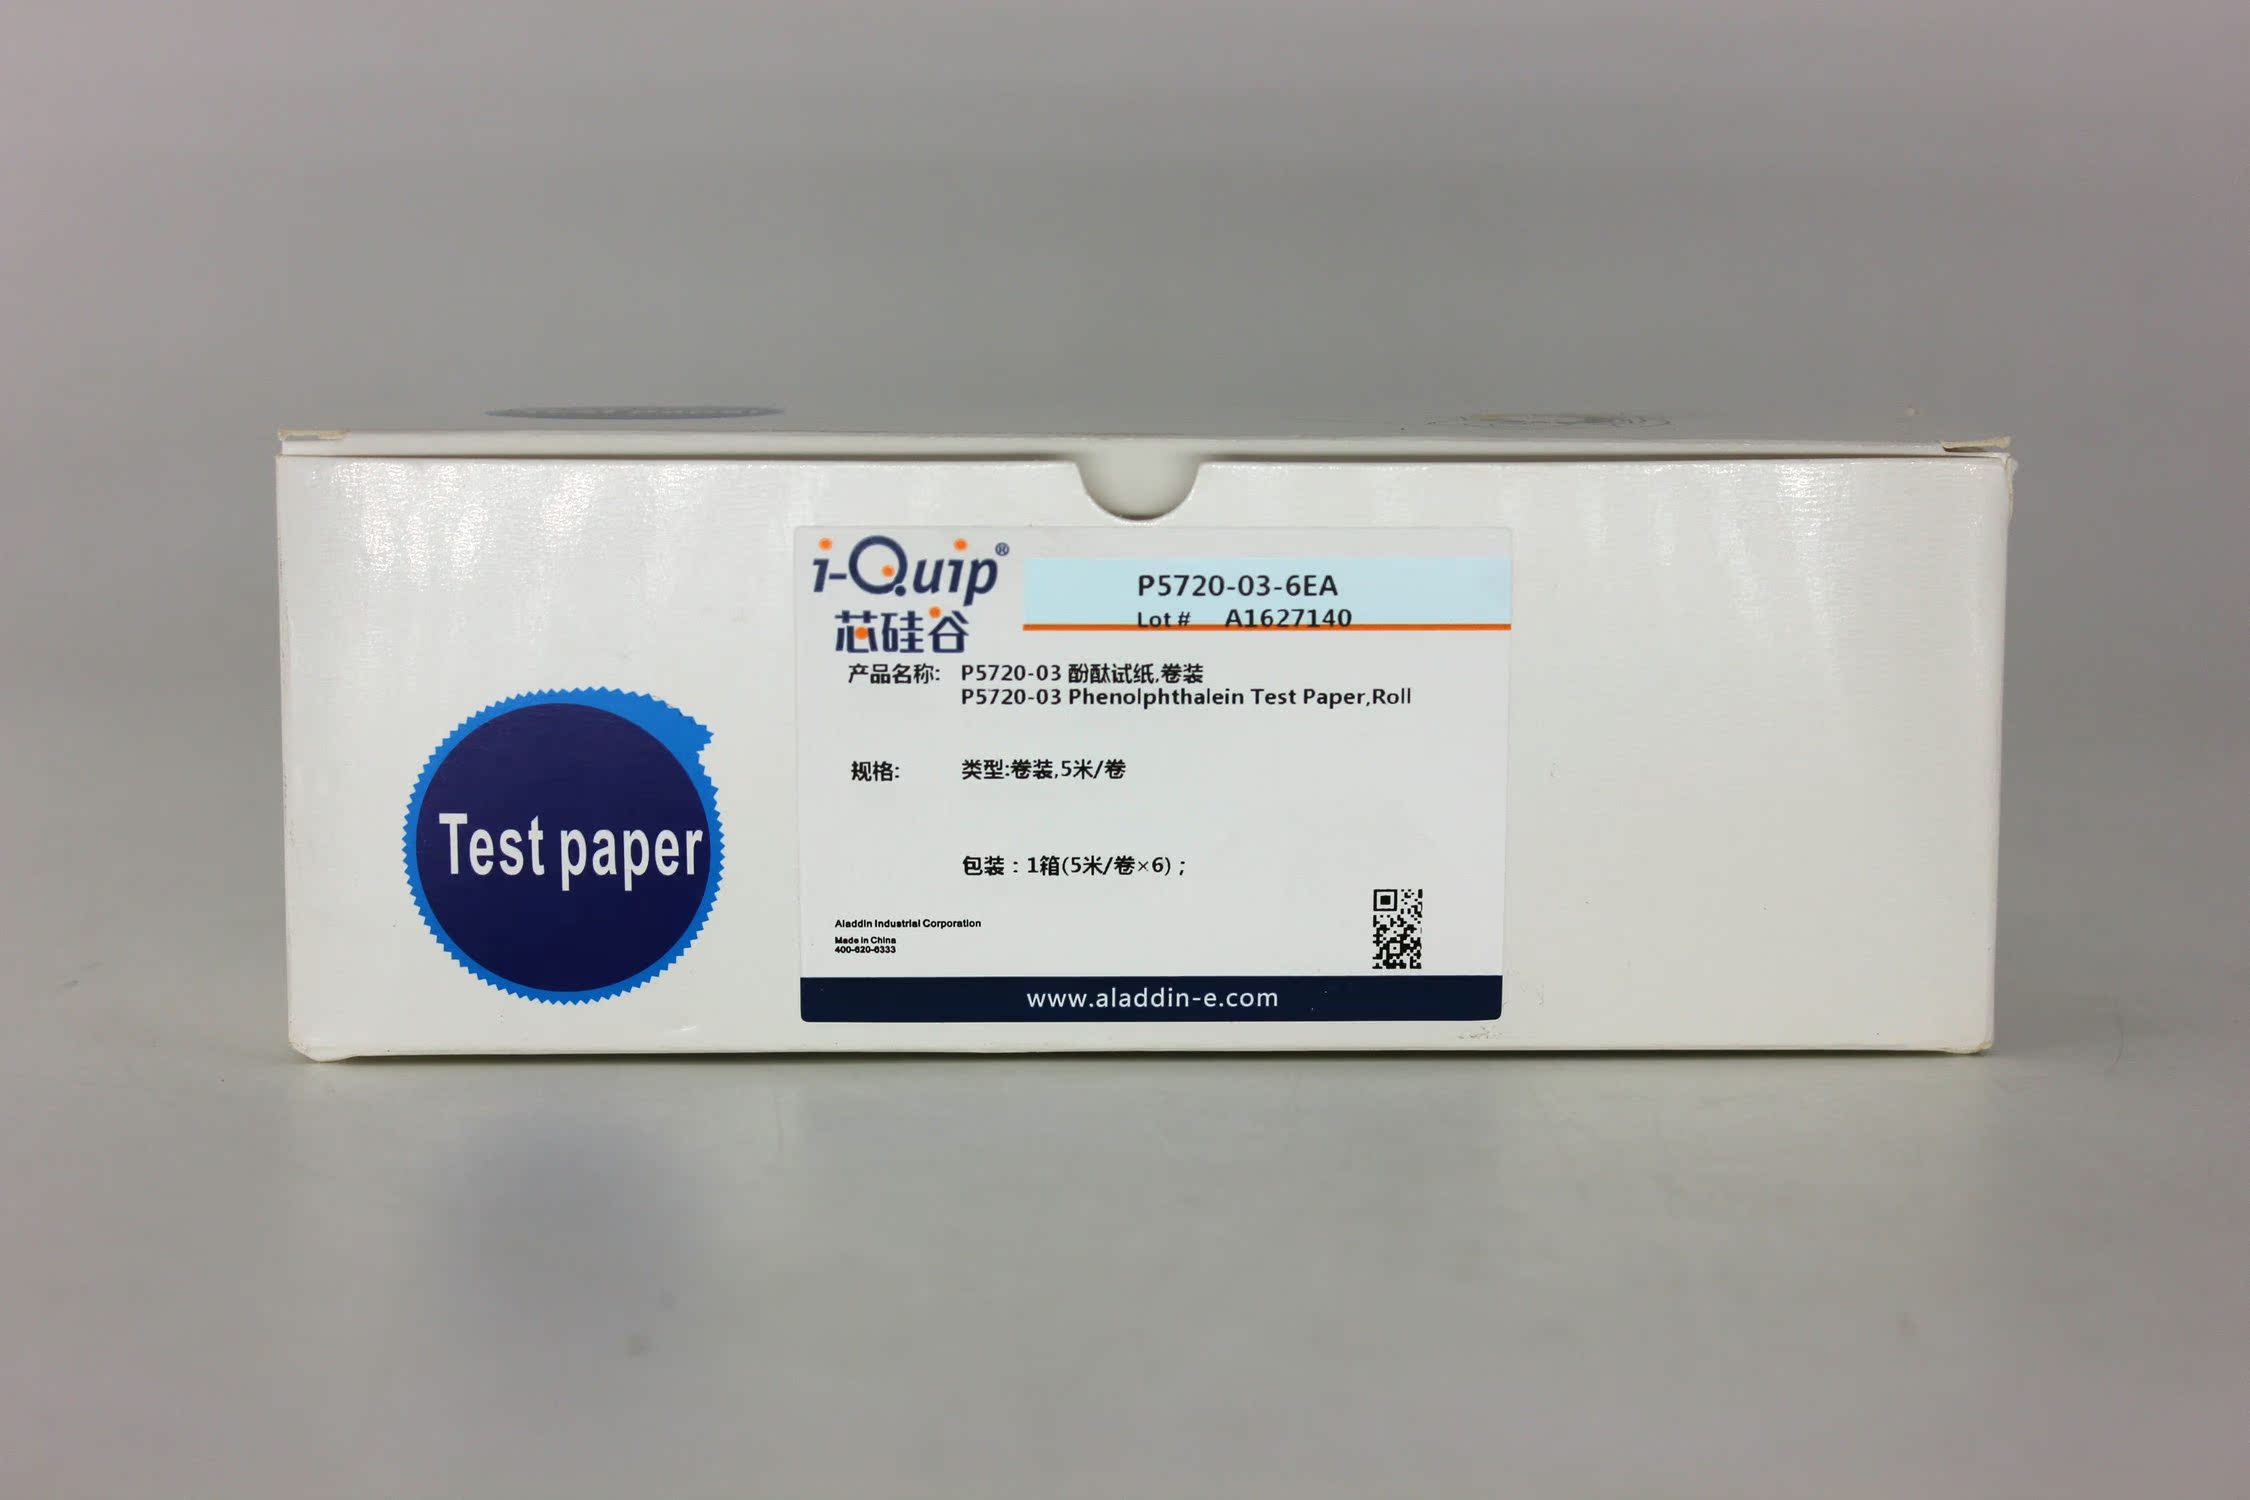 i-Quip®
芯硅谷
P5720-03-6EA
Lot # A1627140
产品名称: P5720-03 酚酞试纸,卷装
P5720-03 Phenolphthalein Test Paper,Roll
规格: 类型:卷装,5米/卷
Test paper
包装：1箱(5米/卷×6)；
Aladdin Industrial Corporation
Made in China
400-620-6333
www.aladdin-e.com